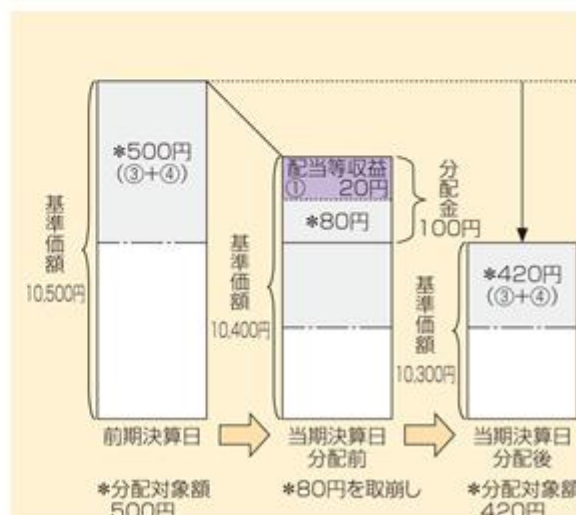 *500円
(③+④)
基準価額
10,500円
前期決算日
*分配対象額
500円
配当等収益
① 20円
*80円
分配金
100円
基準価額
10,400円
当期決算日
分配前
*80円を取崩し
*420円
(③+④)
基準価額
10,300円
当期決算日
分配後
*分配対象額
420円